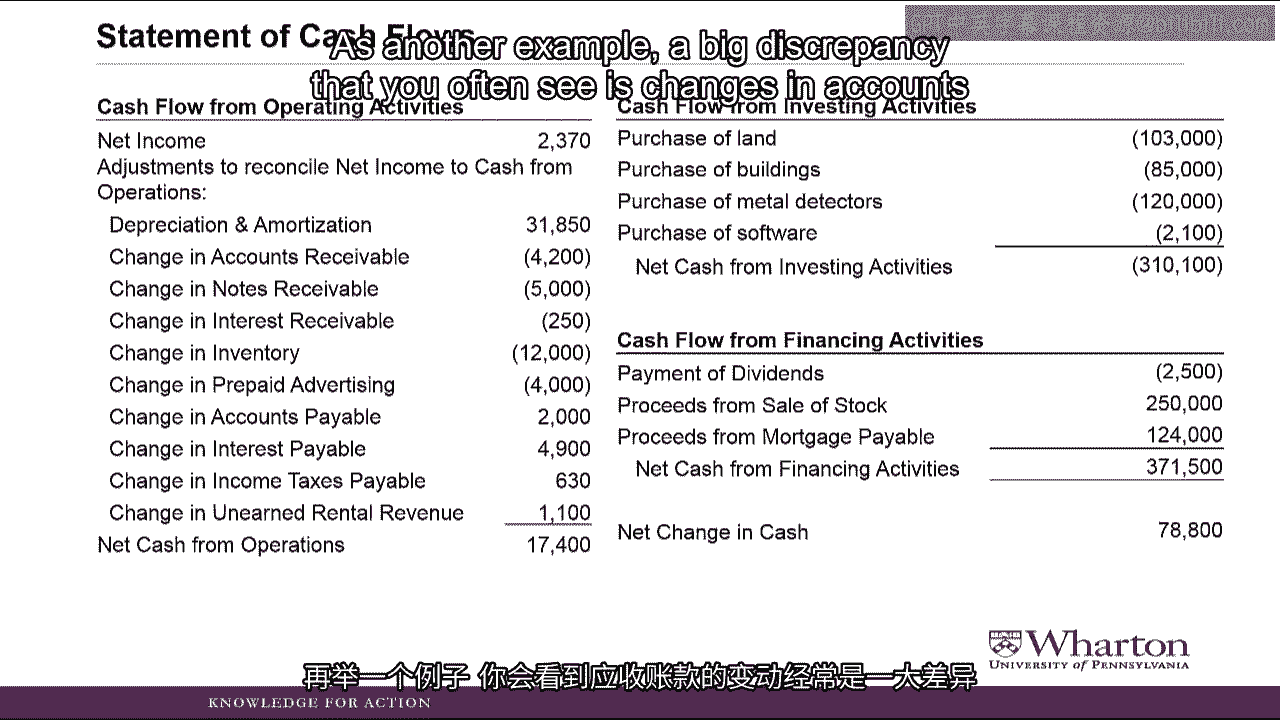 Statement of Cash Flows
As another example, a big discrepancy
that you often see is changes in accounts
Cash Flow from Operating Activities
Net Income 2,370
Adjustments to reconcile Net Income to Cash from
Operations:
Depreciation & Amortization 31,850
Change in Accounts Receivable (4,200)
Change in Notes Receivable (5,000)
Change in Interest Receivable (250)
Change in Inventory (12,000)
Change in Prepaid Advertising (4,000)
Change in Accounts Payable 2,000
Change in Interest Payable 4,900
Change in Income Taxes Payable 630
Change in Unearned Rental Revenue 1,100
Net Cash from Operations 17,400
Cash Flow from Investing Activities
Purchase of land (103,000)
Purchase of buildings (85,000)
Purchase of metal detectors (120,000)
Purchase of software (2,100)
Net Cash from Investing Activities (310,100)
Cash Flow from Financing Activities
Payment of Dividends (2,500)
Proceeds from Sale of Stock 250,000
Proceeds from Mortgage Payable 124,000
Net Cash from Financing Activities 371,500
Net Change in Cash 78,800
Wharton
UNIVERSITY of PENNSYLVANIA
再举一个例子 你会看到应收账款的变动经常是一大差异
KNOWLEDGE FOR ACTION